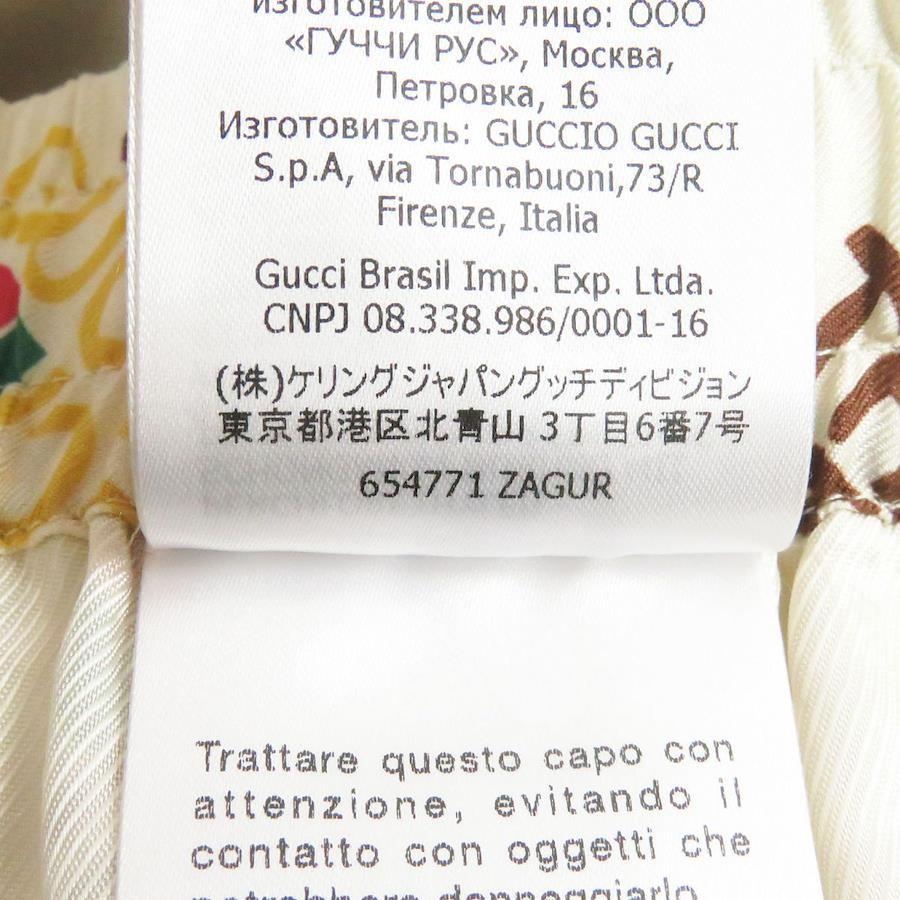 изготовителем лицо: ООО
«ГУЧЧИ РУС», Москва,
Петровка, 16
Изготовитель: GUCCIO GUCCI
S.p.A, via Tornabuoni,73/R
Firenze, Italia
Gucci Brasil Imp. Exp. Ltda.
CNPJ 08.338.986/0001-16
(株)ケリングジャパングッチディビジョン
東京都港区北青山 3丁目6番7号
654771 ZAGUR
Trattare questo capo con
attenzione, evitando il
contatto con oggetti che
potrebbero danneggiarlo